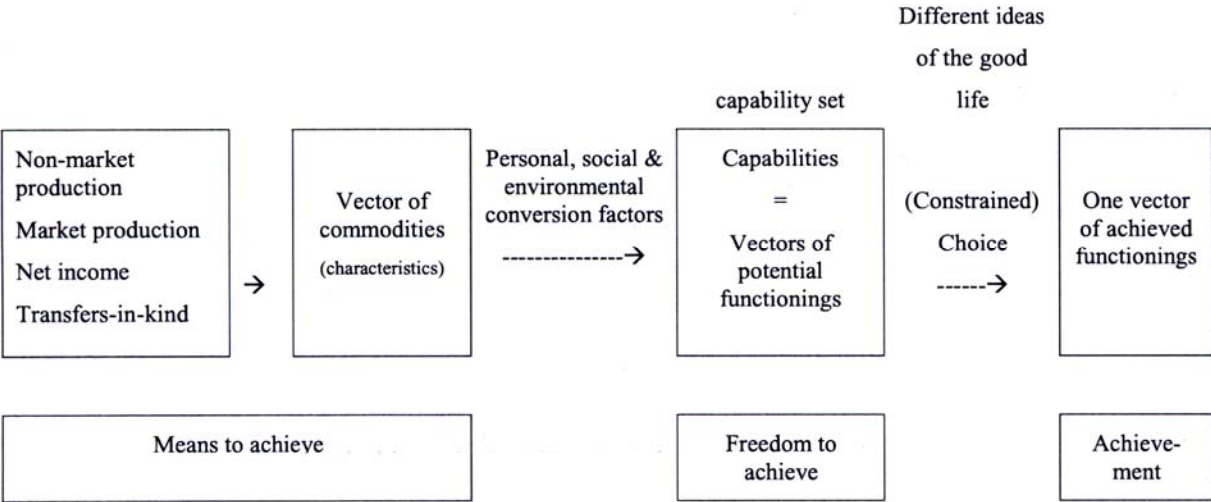 Non-market
production
Market production
Net income
Transfers-in-kind
→
Vector of
commodities
(characteristics)
Personal, social &
environmental
conversion factors
---------------→
capability set
Capabilities
=
Vectors of
potential
functionings
Different ideas
of the good
life
(Constrained)
Choice
------→
One vector
of achieved
functionings
Means to achieve
Freedom to
achieve
Achieve-
ment